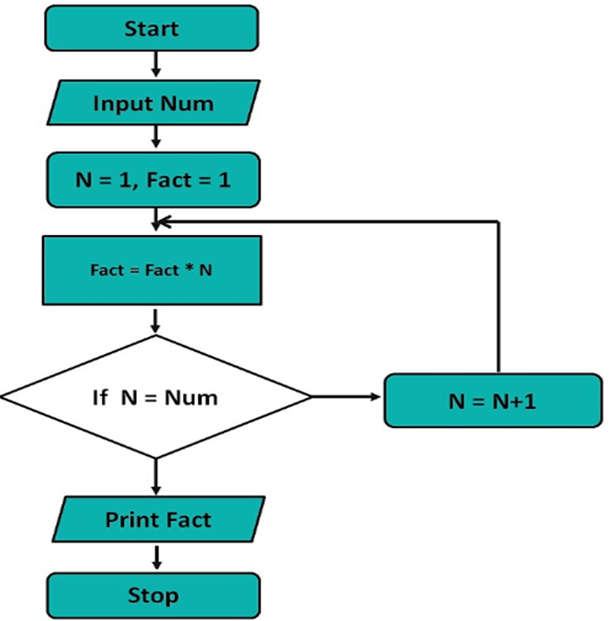 Start
Input Num
N = 1, Fact = 1
Fact = Fact * N
If N = Num
N = N+1
Print Fact
Stop